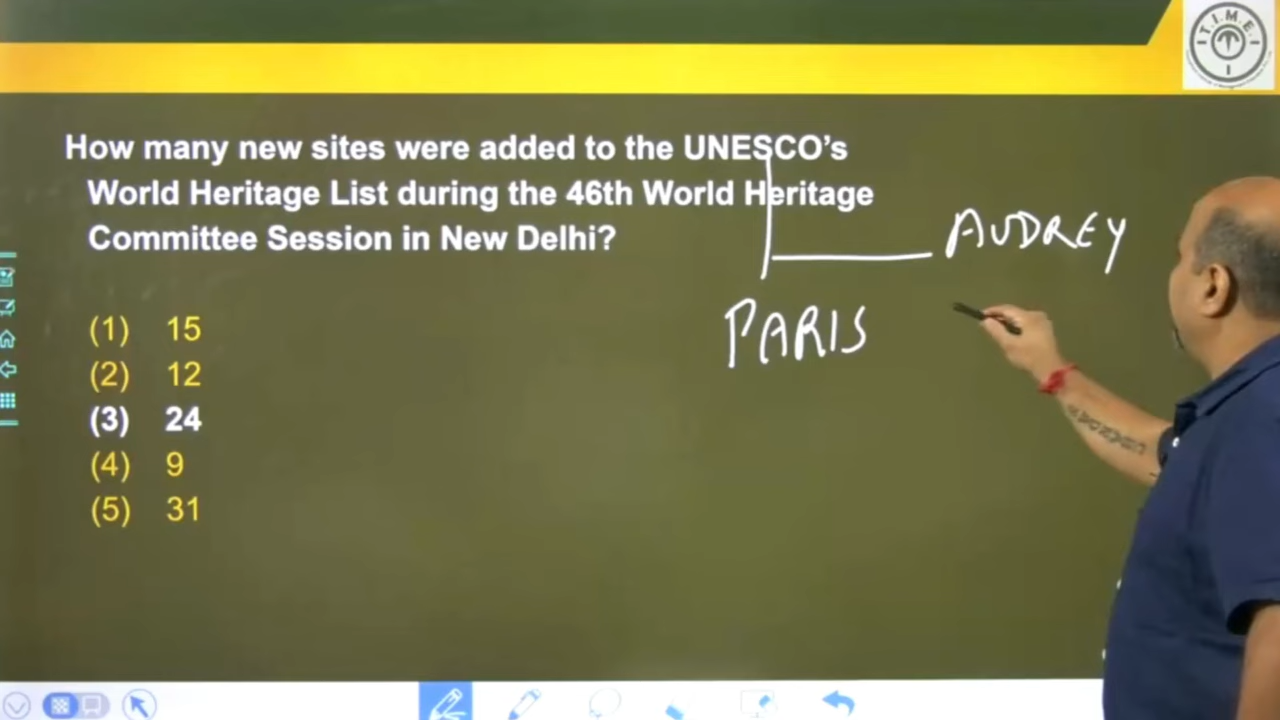 T.I.M.E.
How many new sites were added to the UNESCO's
World Heritage List during the 46th World Heritage
Committee Session in New Delhi?
AUDREY
PARIS
(1) 15
(2) 12
(3) 24
(4) 9
(5) 31